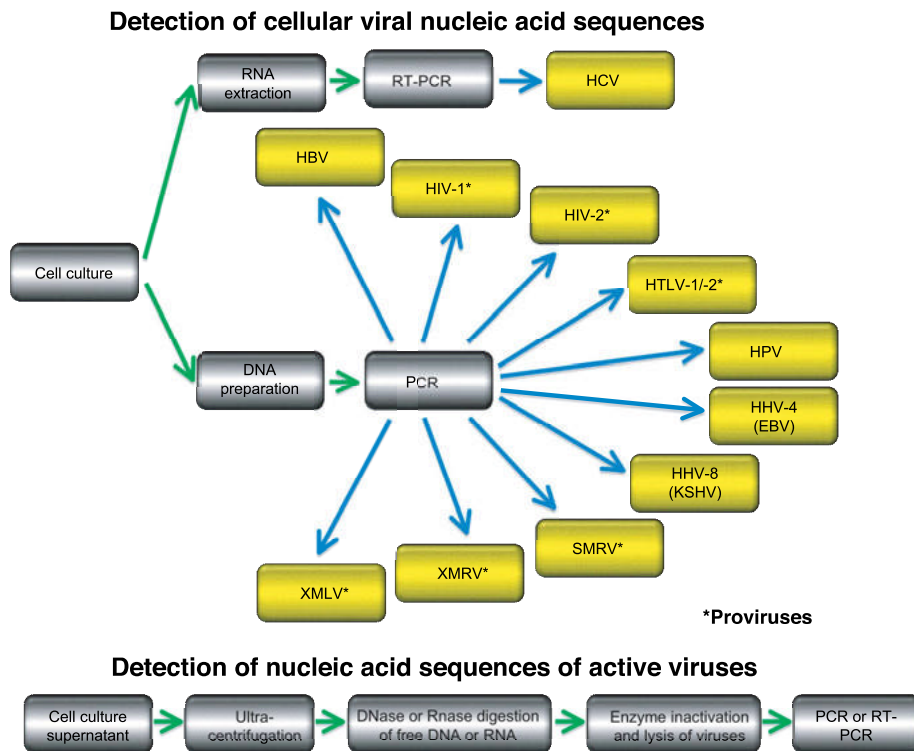 Detection of cellular viral nucleic acid sequences
RNA
extraction
RT-PCR
HCV
HBV
HIV-1*
HIV-2*
Cell culture
HTLV-1/-2*
HPV
DNA
preparation
PCR
HHV-4
(EBV)
HHV-8
(KSHV)
SMRV*
XMRV*
XMLV*
*Proviruses
Detection of nucleic acid sequences of active viruses
Cell culture
supernatant
Ultra-
centrifugation
DNase or Rnase digestion
of free DNA or RNA
Enzyme inactivation
and lysis of viruses
PCR or RT-
PCR